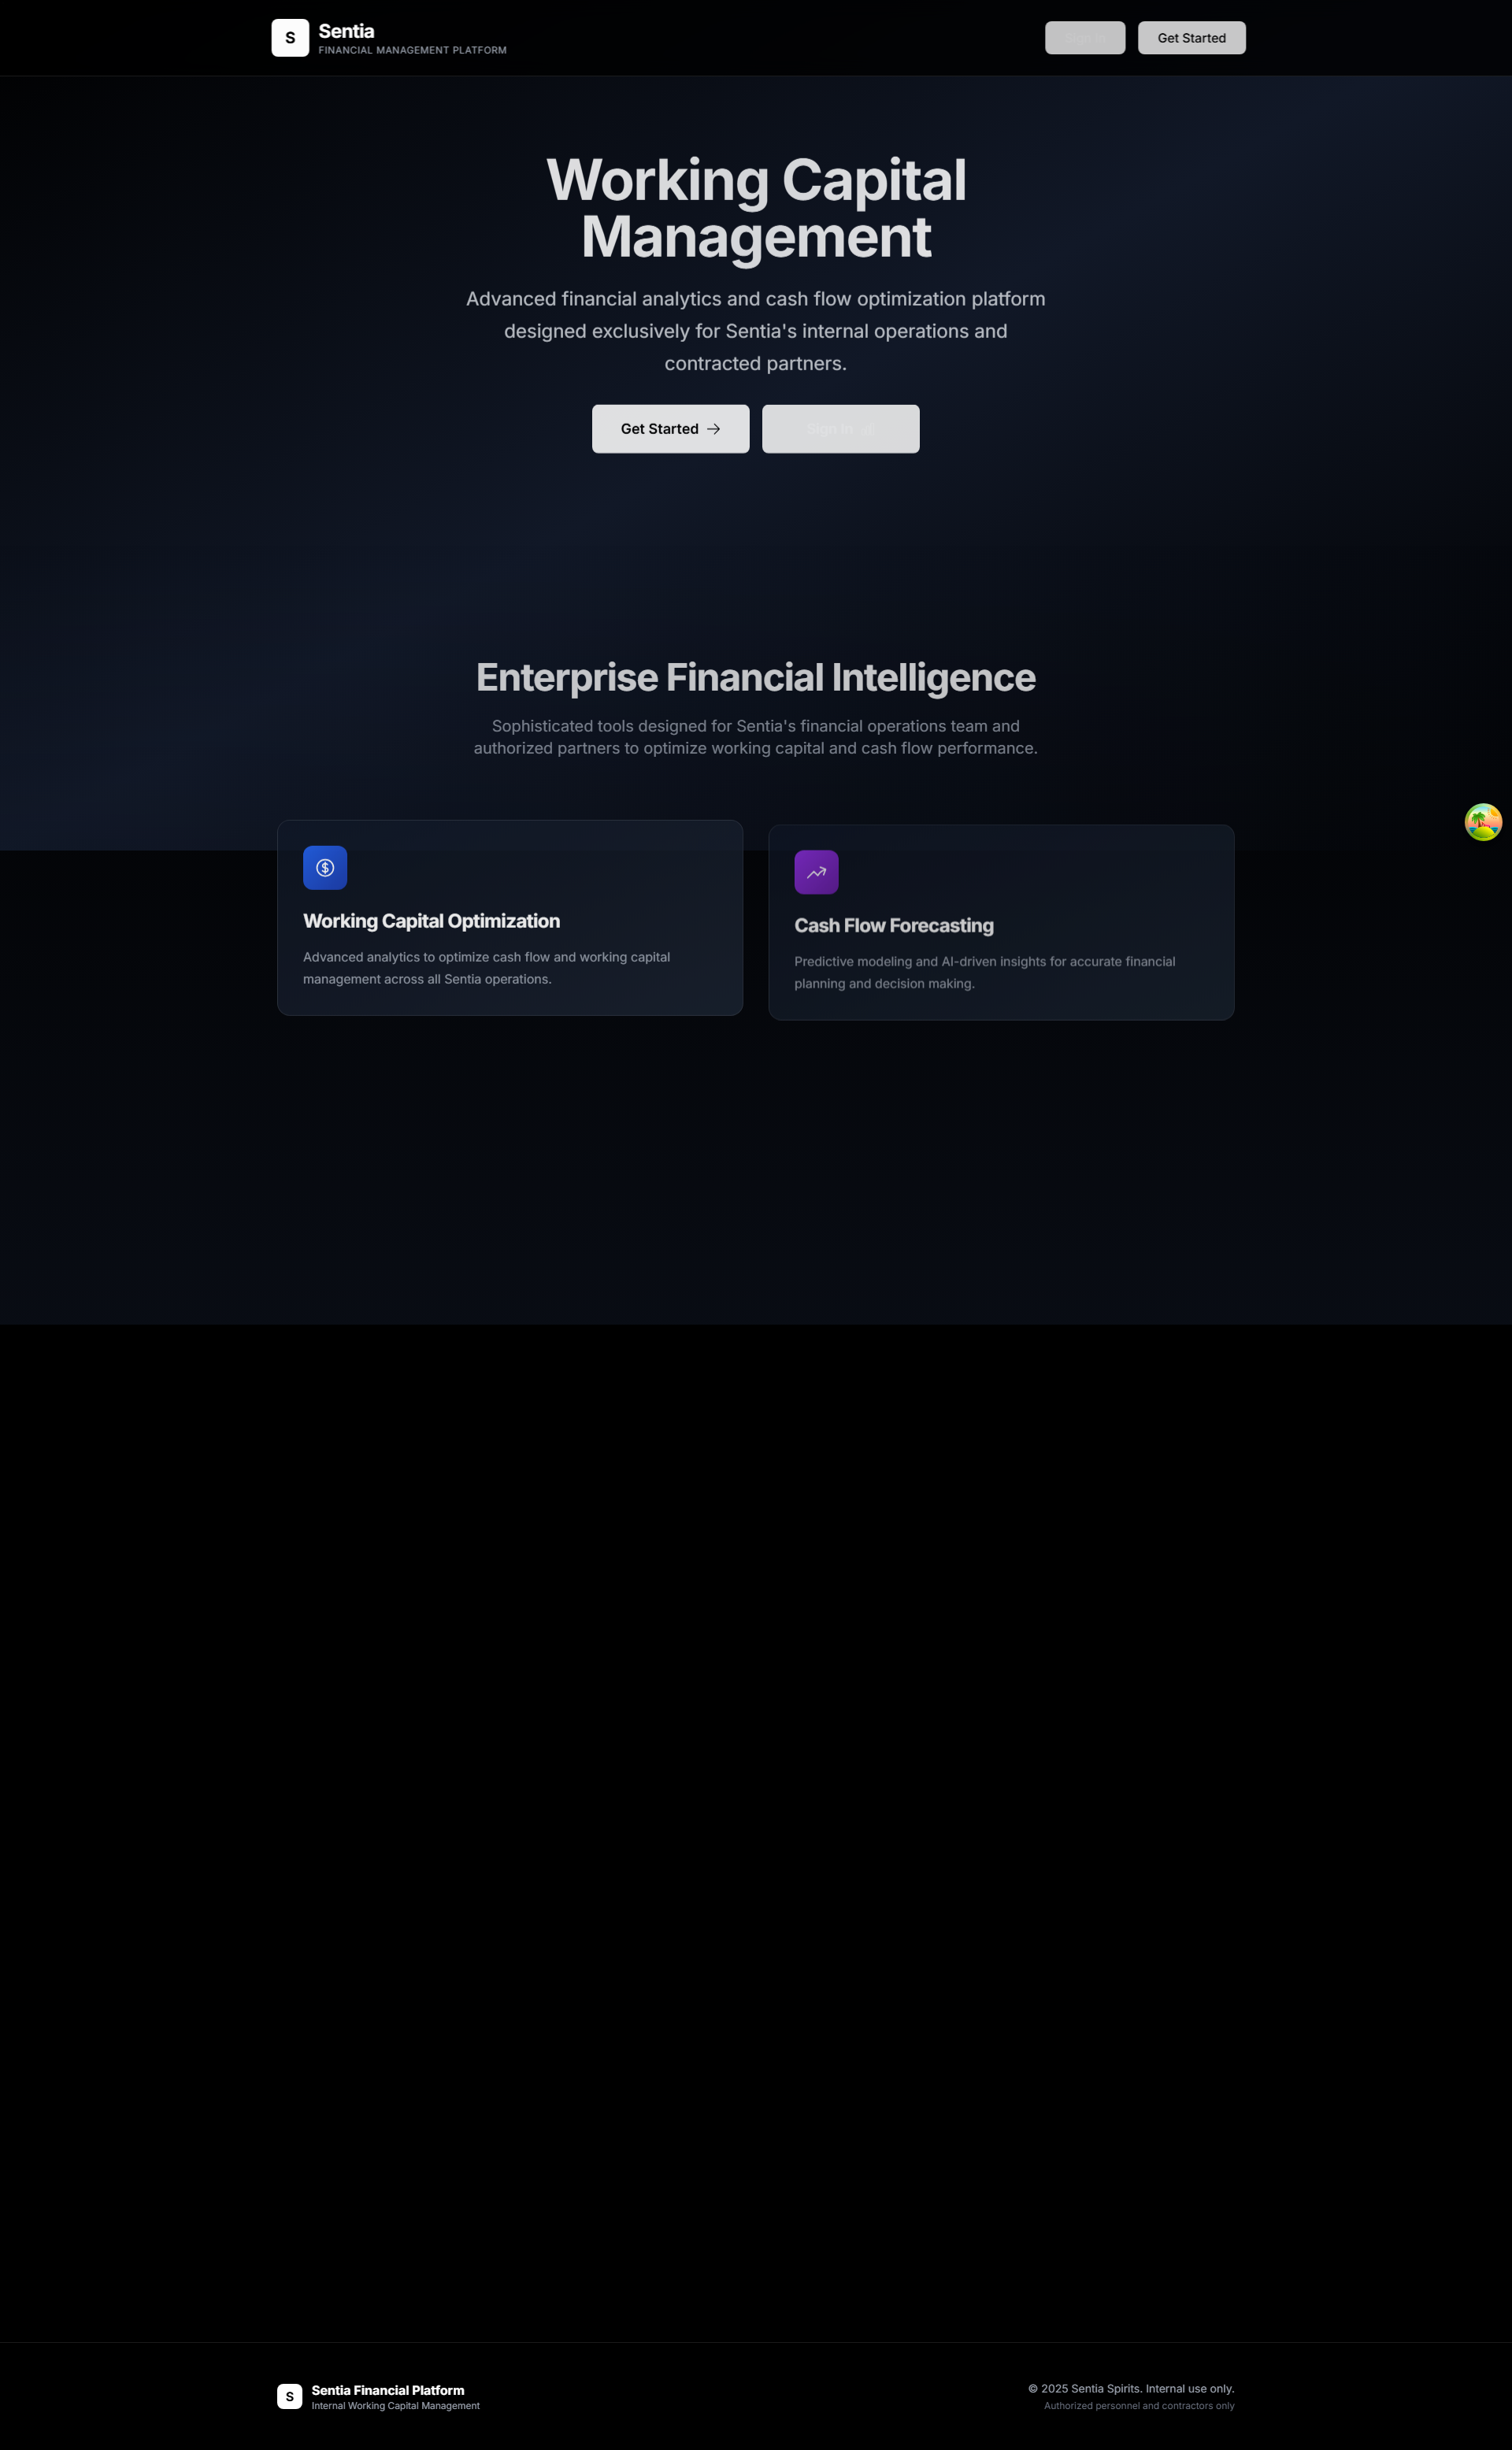 S
Sentia
FINANCIAL MANAGEMENT PLATFORM
Get Started
Working Capital
Management
Advanced financial analytics and cash flow optimization platform
designed exclusively for Sentia's internal operations and
contracted partners.
Get Started
Sign In
Enterprise Financial Intelligence
Sophisticated tools designed for Sentia's financial operations team and
authorized partners to optimize working capital and cash flow performance.
Working Capital Optimization
Advanced analytics to optimize cash flow and working capital
management across all Sentia operations.
Cash Flow Forecasting
Predictive modeling and AI-driven insights for accurate financial
planning and decision making.
S
Sentia Financial Platform
Internal Working Capital Management
© 2025 Sentia Spirits. Internal use only.
Authorized personnel and contractors only